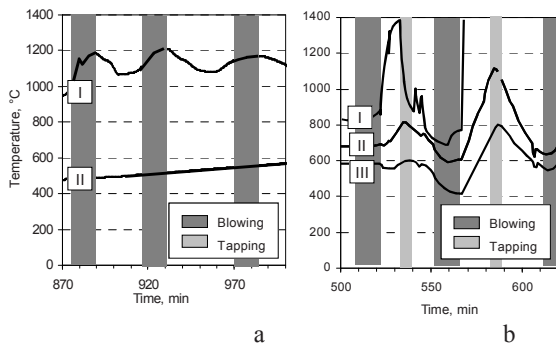 1400
1200
1000
800
600
400
200
0
Temperature, °C
I
II
Blowing
Tapping
870 920 970
Time, min
a
1400
1200
1000
800
600
400
200
0
I
II
III
Blowing
Tapping
500 550 600
Time, min
b